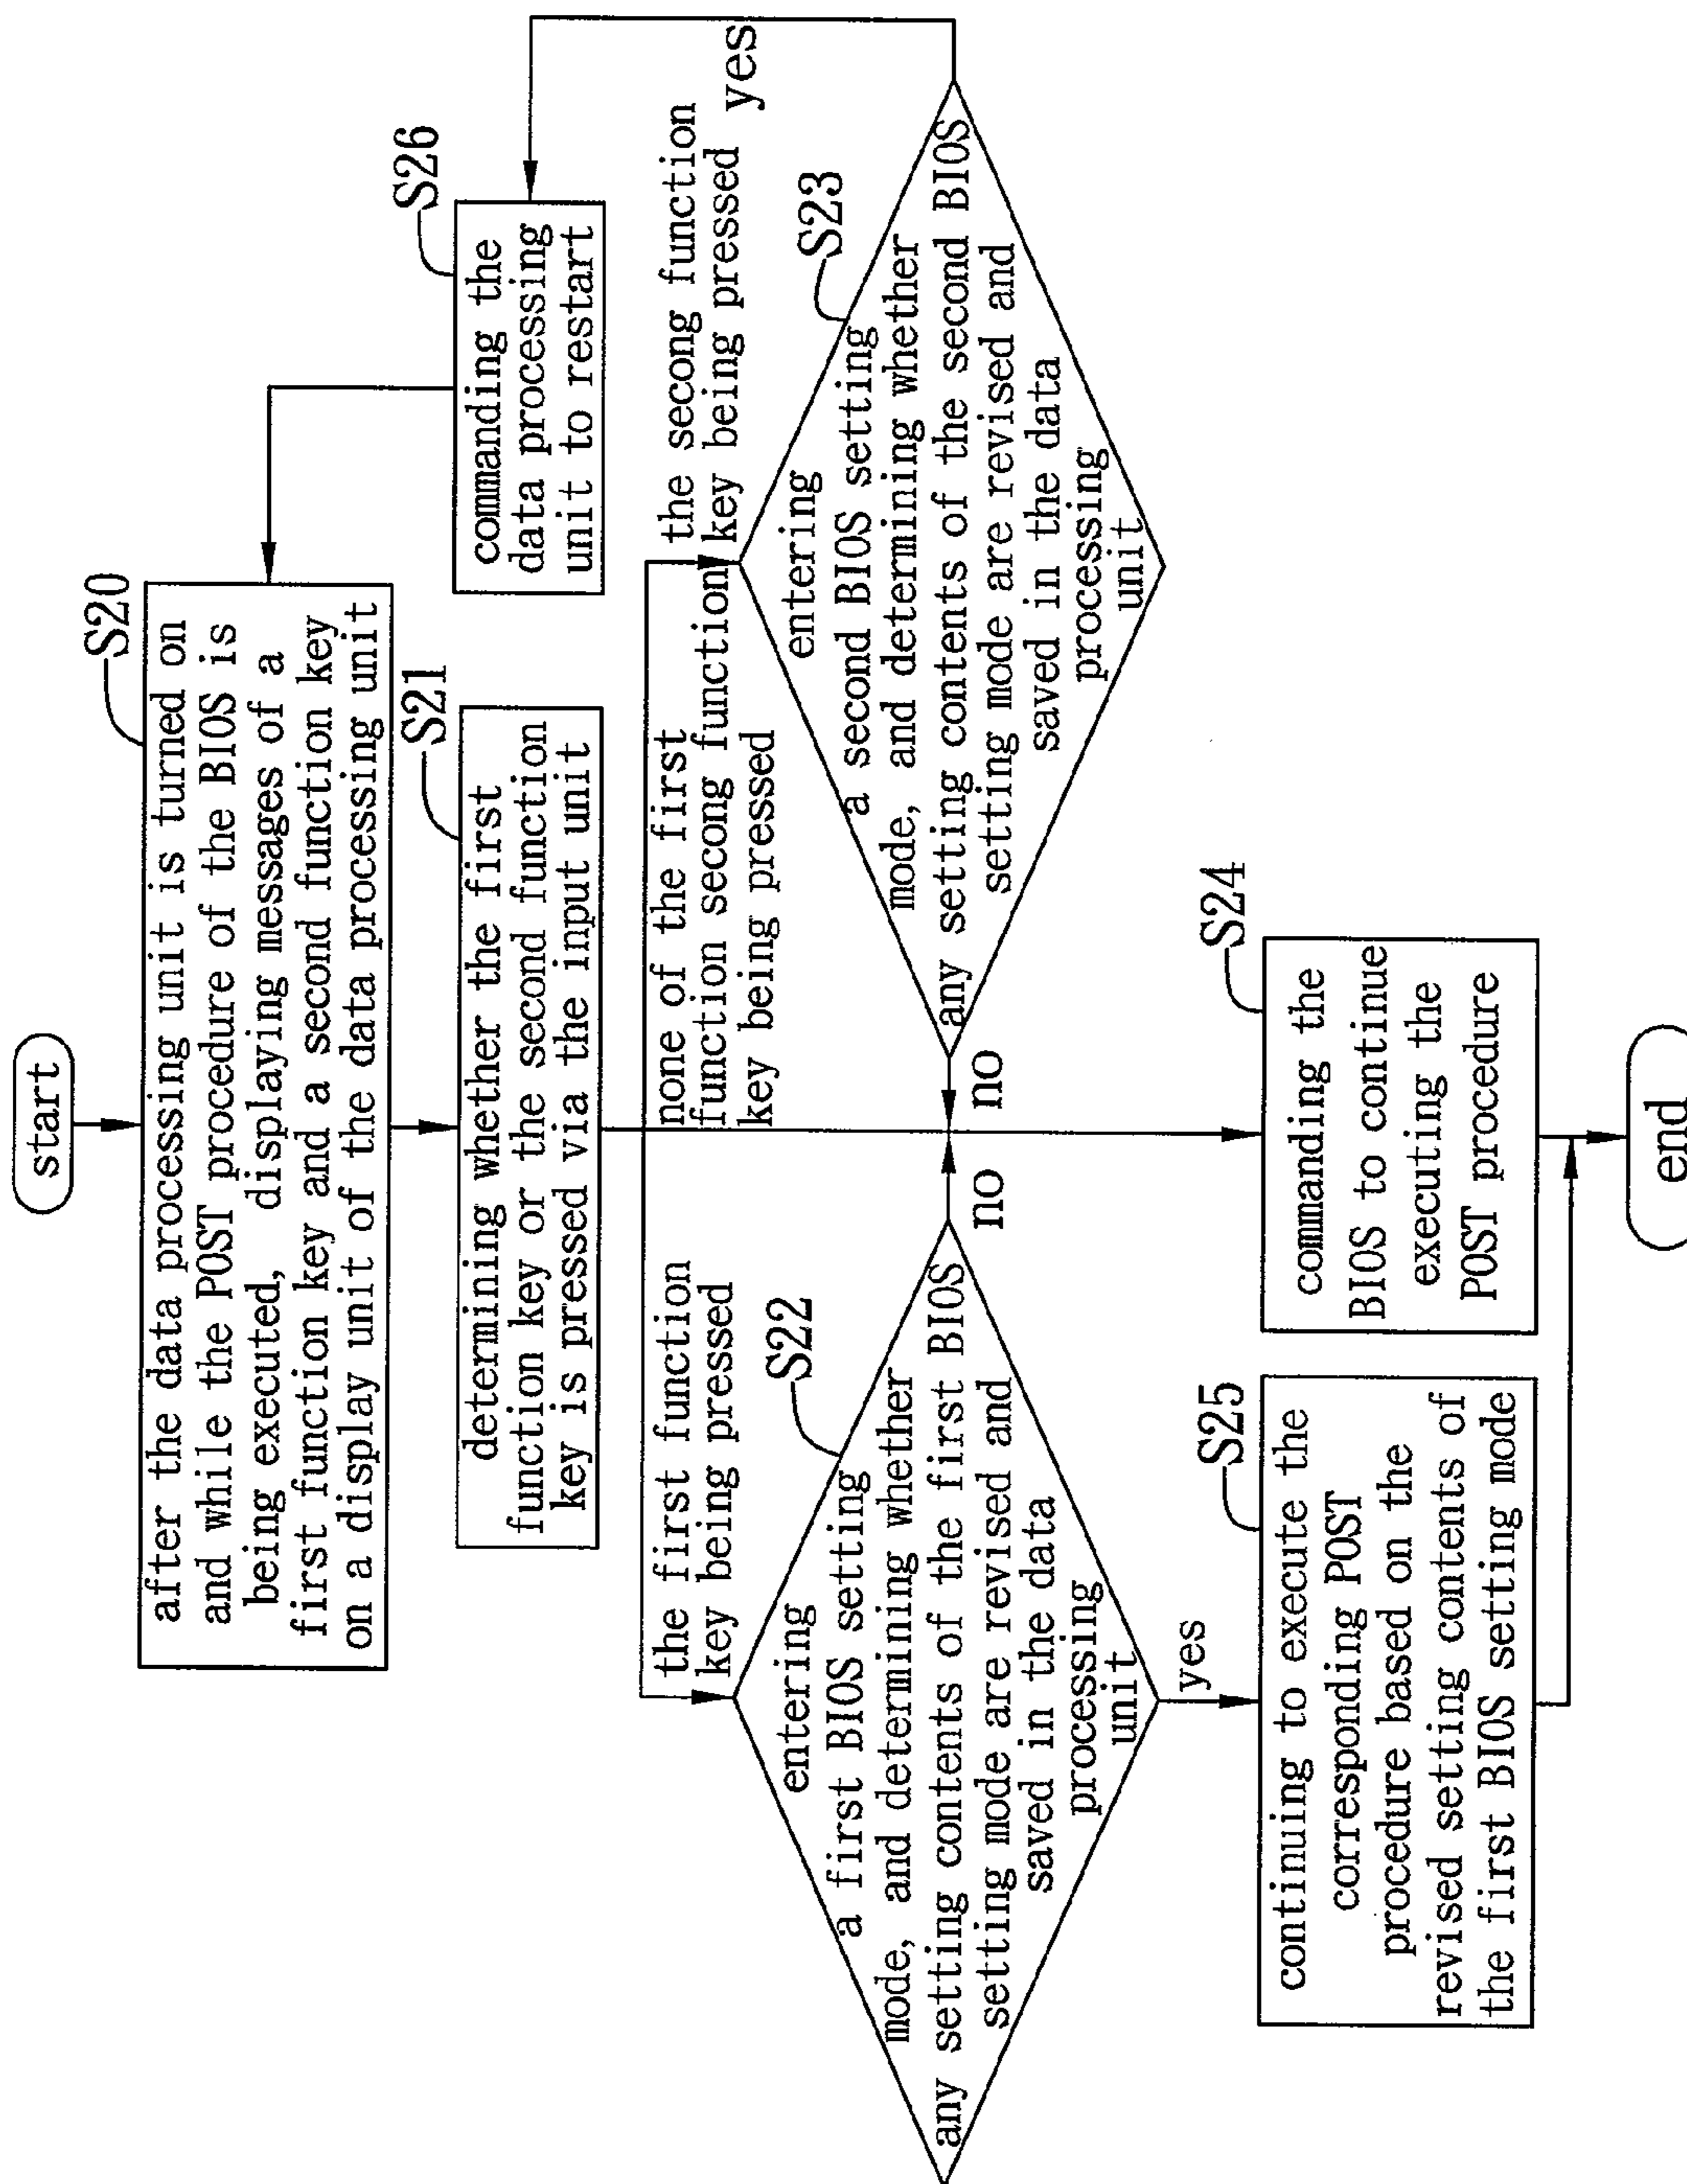 start
S20
after the data processing unit is turned on
and while the POST procedure of the BIOS is
being executed, displaying messages of a
first function key and a second function key
on a display unit of the data processing unit
S21
determining whether the first
function key or the second function
key is pressed via the input unit
S26
commanding the
data processing
unit to restart
the first function
key being pressed
none of the first
function second function
key being pressed
the second function
key being pressed
yes
S22
entering
a first BIOS setting
mode, and determining whether
any setting contents of the first BIOS
setting mode are revised and
saved in the data
processing
unit
no
yes
S23
entering
a second BIOS setting
mode, and determining whether
any setting contents of the second BIOS
setting mode are revised and
saved in the data
processing
unit
no
S25
continuing to execute the
corresponding POST
procedure based on the
revised setting contents of
the first BIOS setting mode
S24
commanding the
BIOS to continue
executing the
POST procedure
end